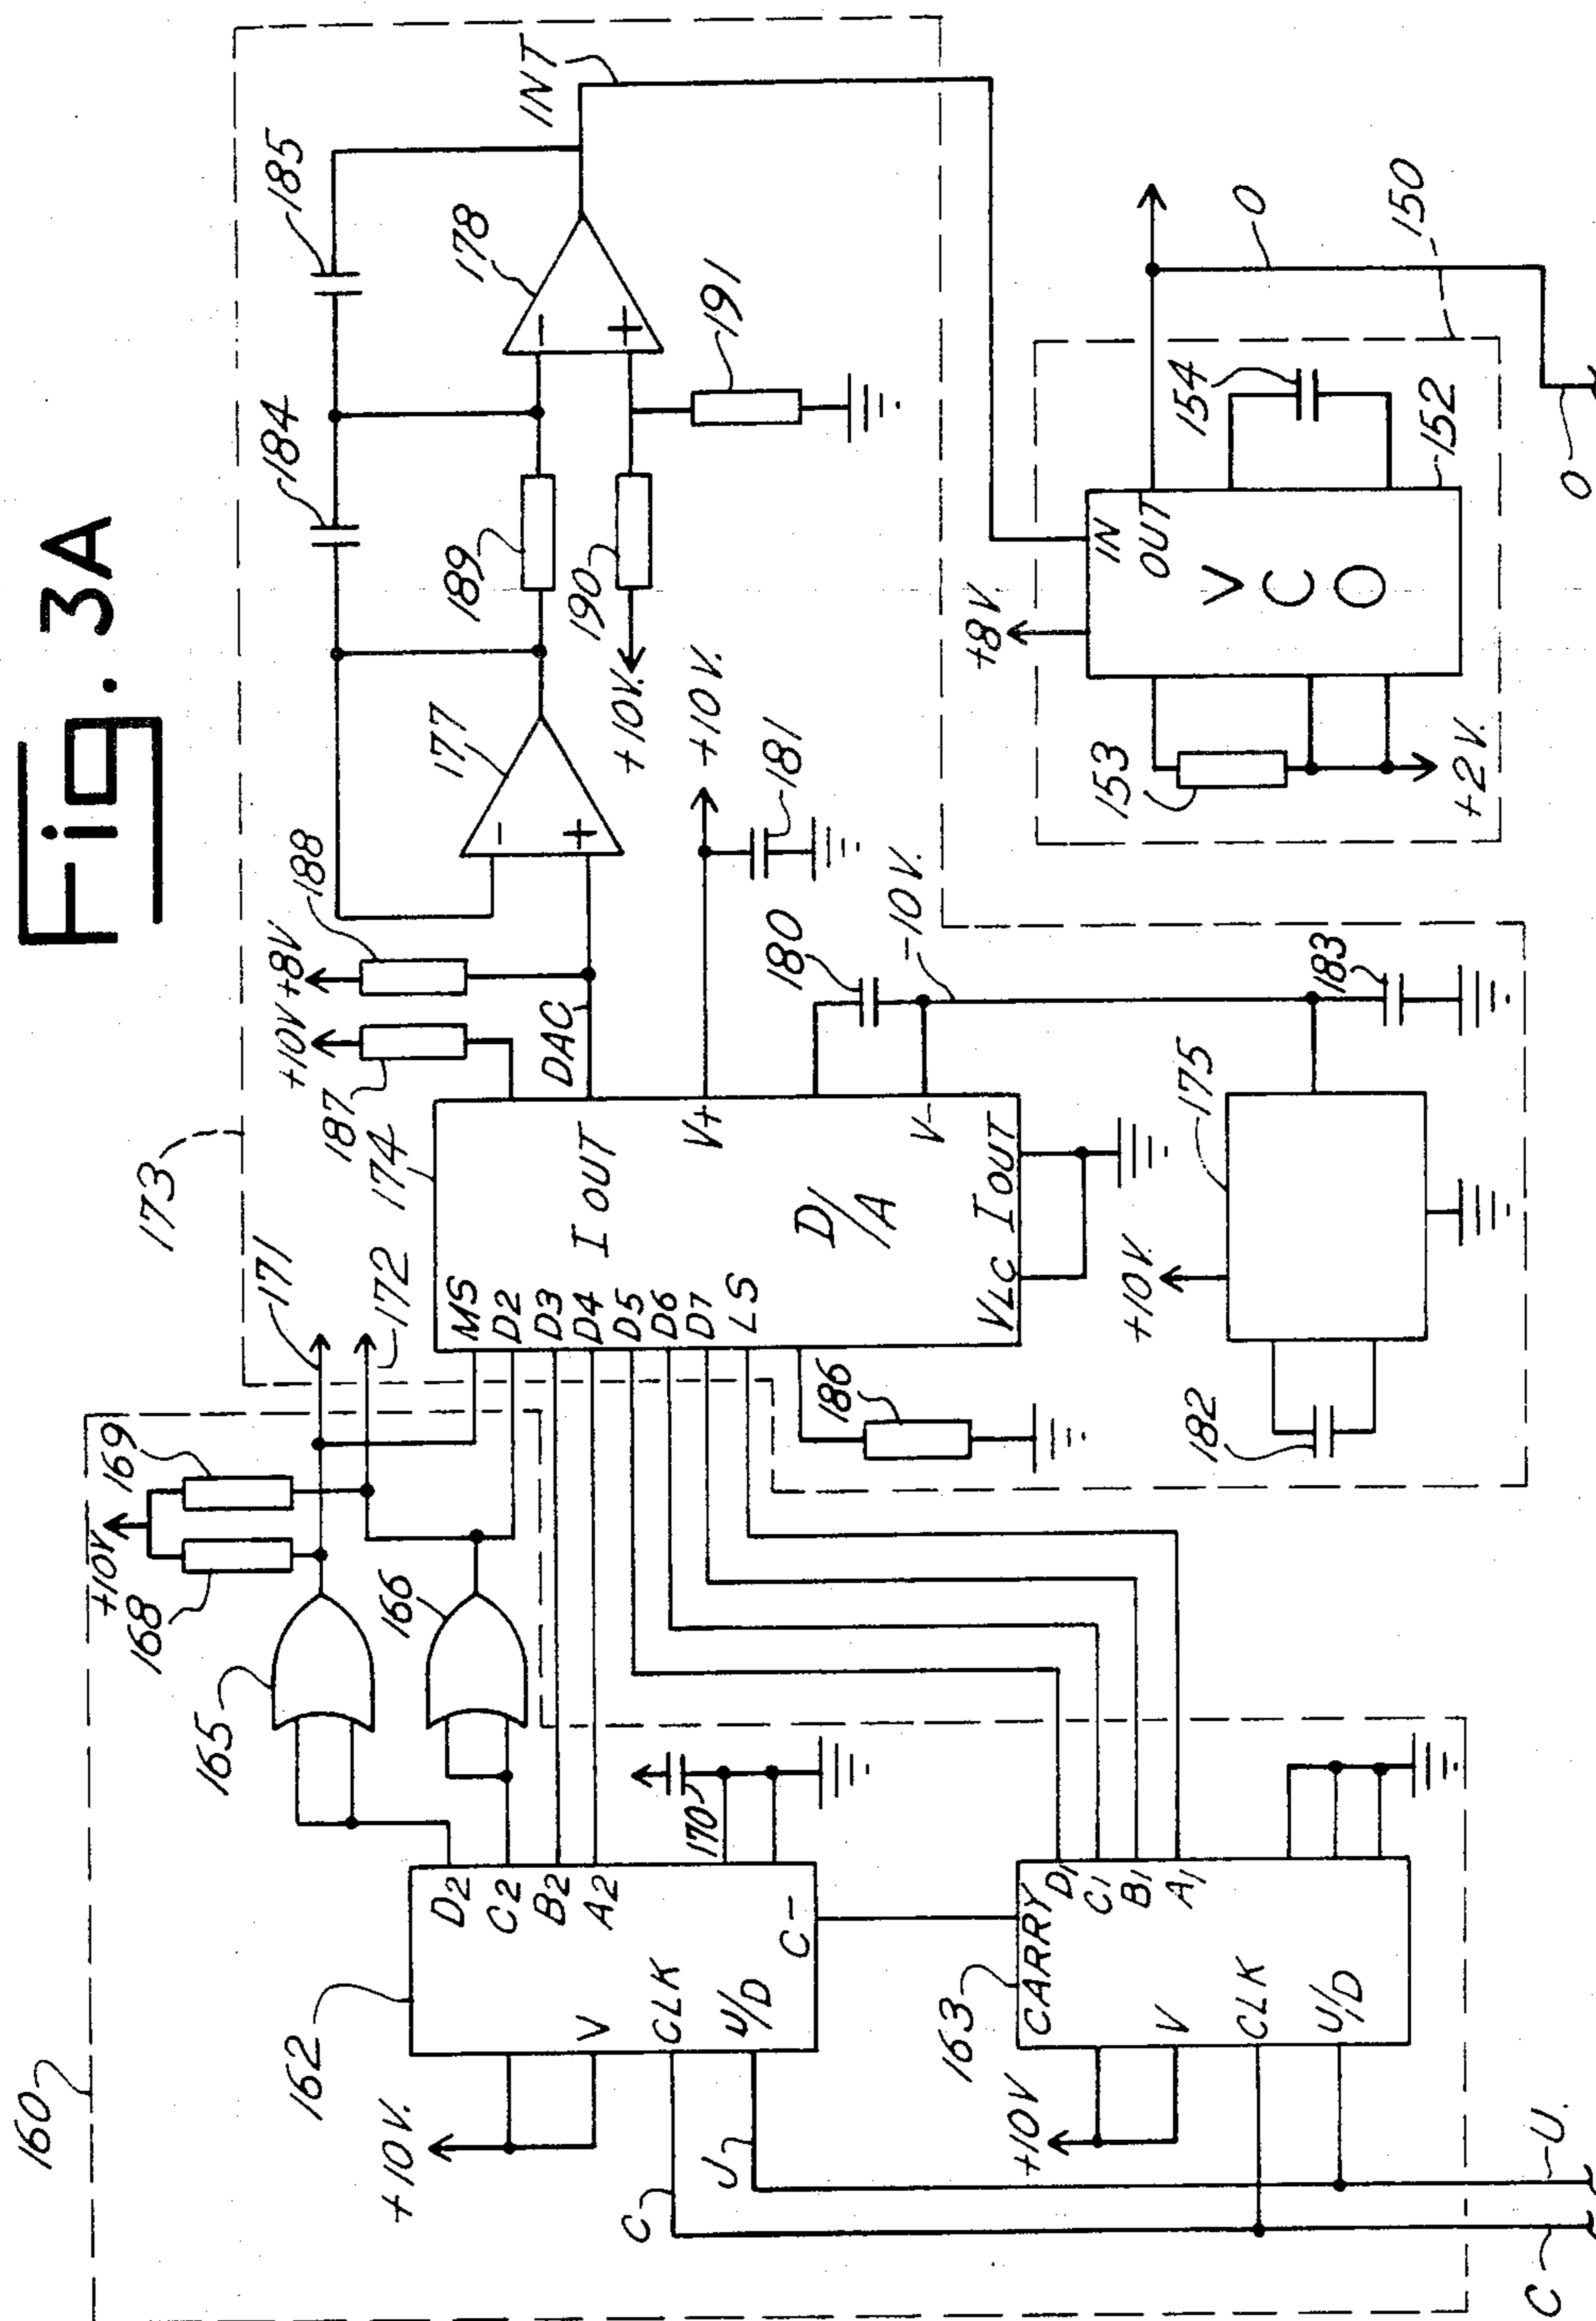 Fig. 3A
160
162
+10V.
V
CLK
U/D
C-
D2
C2
B2
A2
C
U
165
166
168
169
+10V
170
163
+10V
CARRY
V
CLK
U/D
D1
C1
B1
A1
C
U.
171
172
173
174
MS
D2
D3
D4
D5
D6
D7
LS
I OUT
D/A
V+
V-
VLC
I OUT
186
187
+10V
188
+8V
DAC
177
184
185
189
190
+10V.
178
191
INT
+10V.
181
180
-10V.
175
+10V.
182
183
150
152
+8V.
IN
OUT
VCO
153
154
+2V.
O
O